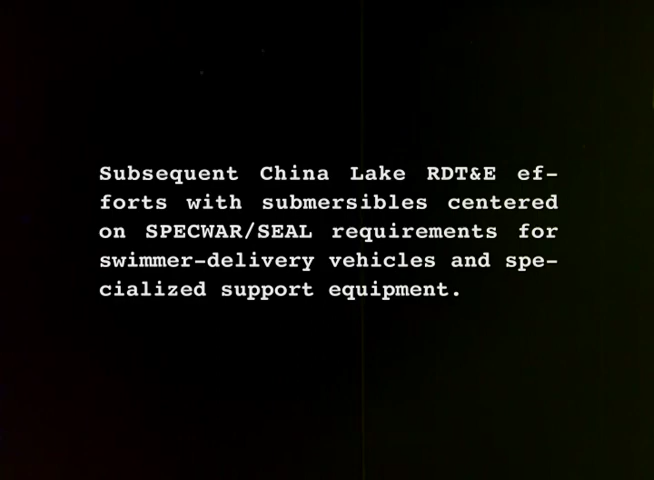 Subsequent China Lake RDT&E ef-
forts with submersibles centered
on SPECWAR/SEAL requirements for
swimmer-delivery vehicles and spe-
cialized support equipment.